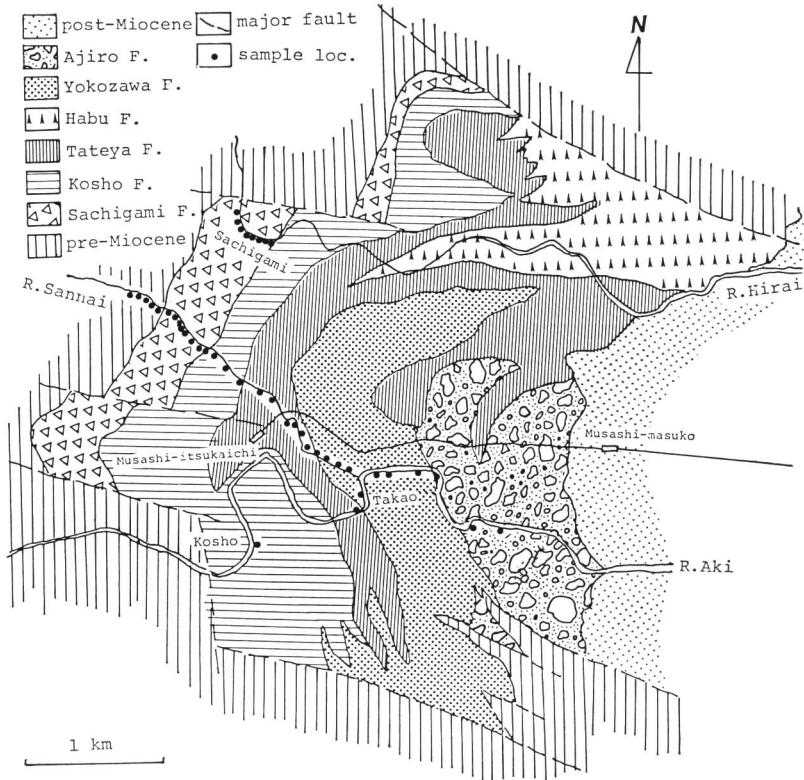 post-Miocene
major fault
Ajiro F.
sample loc.
Yokozawa F.
Habu F.
Tateya F.
Kosho F.
Sachigami F.
pre-Miocene
N
Sachigami
R.Sannai
R.Hirai
Musashi-masuko
Musashi-itsukaichi
Takao
Kosho
R.Aki
1 km